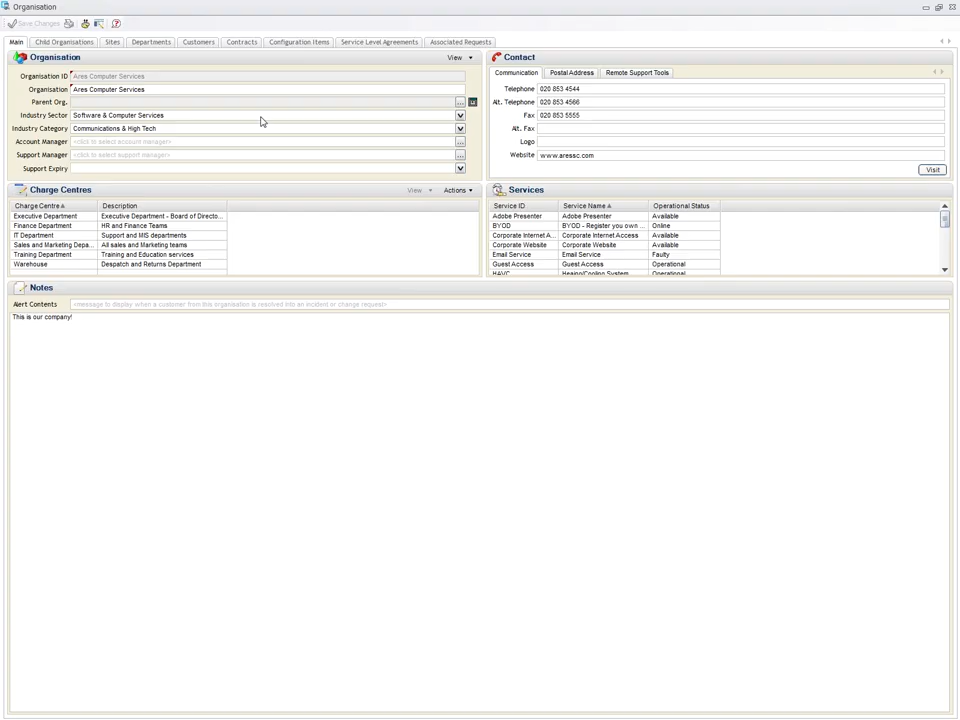 Organisation
Save Changes
Main
Child Organisations
Sites
Departments
Customers
Contracts
Configuration Items
Service Level Agreements
Associated Requests
Organisation
View
Organisation ID
Ares Computer Services
Organisation
Ares Computer Services
Parent Org.
Industry Sector
Software & Computer Services
Industry Category
Communications & High Tech
Account Manager
<click to select account manager>
Support Manager
<click to select support manager>
Support Expiry
Contact
Communication
Postal Address
Remote Support Tools
Telephone
020 853 4544
Alt. Telephone
020 853 4566
Fax
020 853 5555
Alt. Fax
Logo
Website
www.aressc.com
Visit
Charge Centres
View
Actions
Charge Centre Description
Executive Department Executive Department - Board of Directo...
Finance Department HR and Finance Teams
IT Department Support and MIS departments
Sales and Marketing Depa... All sales and Marketing teams
Training Department Training and Education services
Warehouse Despatch and Returns Department
Services
Service ID Service Name Operational Status
Adobe Presenter Adobe Presenter Available
BYOD BYOD - Register you own ... Online
Corporate Internet A... Corporate Internet Access Available
Corporate Website Corporate Website Available
Email Service Email Service Faulty
Guest Access Guest Access Operational
HAVC Heaing/Cooling System Operational
Notes
Alert Contents
<message to display when a customer from this organisation is resolved into an incident or change request>
This is our company!